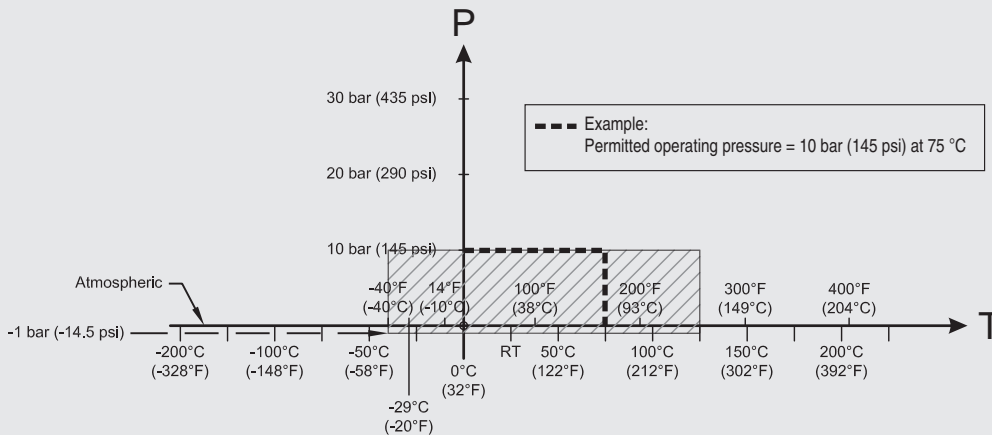 P
30 bar (435 psi)
Example:
Permitted operating pressure = 10 bar (145 psi) at 75 °C
20 bar (290 psi)
10 bar (145 psi)
Atmospheric
-40°F
(-40°C)
14°F
(-10°C)
100°F
(38°C)
200°F
(93°C)
300°F
(149°C)
400°F
(204°C)
-1 bar (-14.5 psi)
T
-200°C
(-328°F)
-100°C
(-148°F)
-50°C
(-58°F)
-29°C
(-20°F)
0°C
(32°F)
RT
50°C
(122°F)
100°C
(212°F)
150°C
(302°F)
200°C
(392°F)